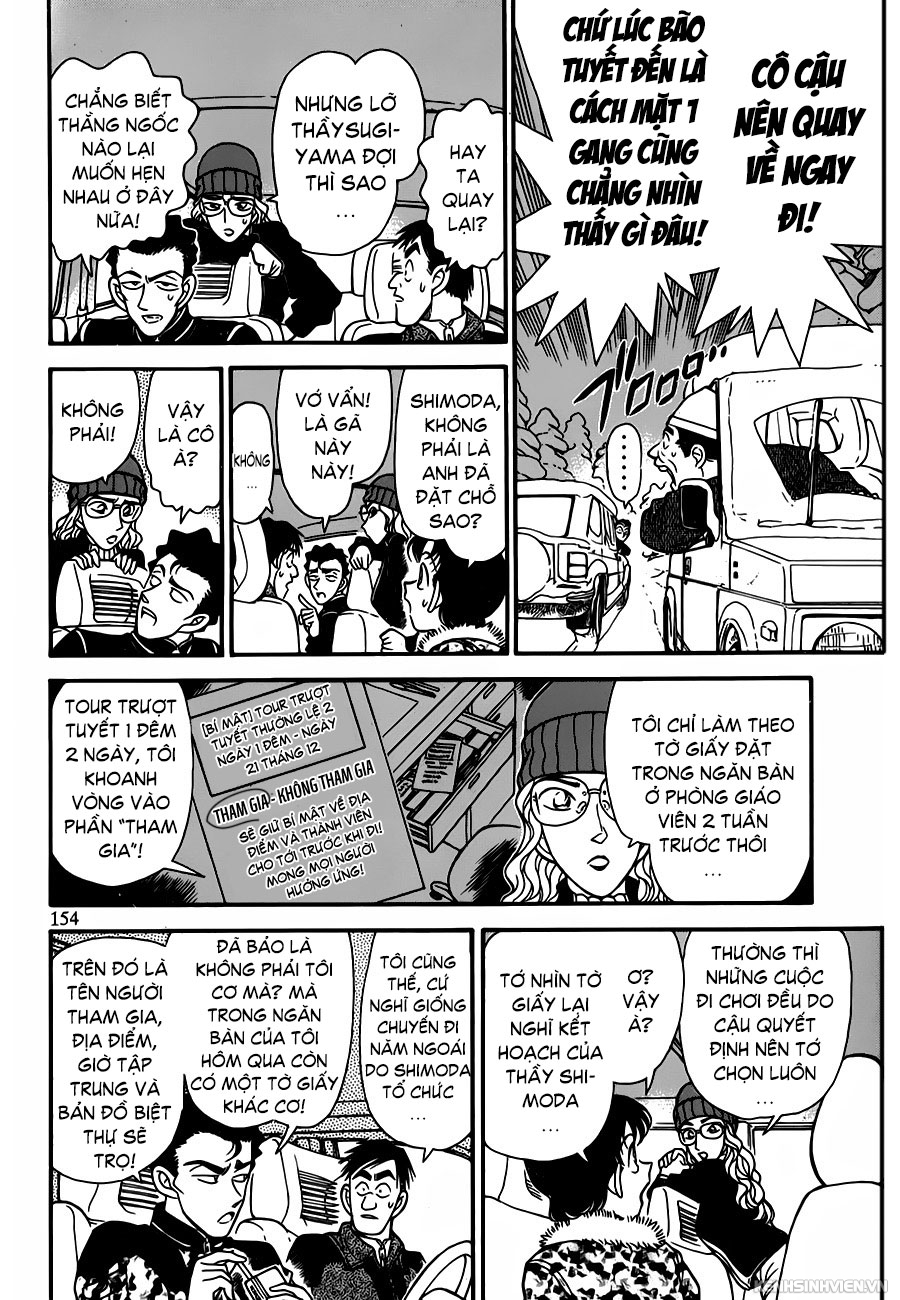 CÔ CẬU
NÊN QUAY
VỀ NGAY
ĐI!
CHỨ LÚC BÃO
TUYẾT ĐẾN LÀ
CÁCH MẶT 1
GANG CŨNG
CHẲNG NHÌN
THẤY GÌ ĐÂU!
ブロロロ...
......
HAY
TA
QUAY
LẠI?
NHƯNG LỠ
THẦYSUGI-
YAMA ĐỢI
THÌ SAO
...
CHẲNG BIẾT
THẰNG NGỐC
NÀO LẠI
MUỐN HẸN
NHAU Ở ĐÂY
NỮA!
SHIMODA,
KHÔNG
PHẢI LÀ
ANH ĐÃ
ĐẶT CHỖ
SAO?
VỚ VẨN!
LÀ GÃ
NÀY
NÀY!
KHÔNG
...
VẬY
LÀ CÔ
À?
KHÔNG
PHẢI!
TÔI CHỈ LÀM THEO
TỜ GIẤY ĐẶT
TRONG NGĂN BÀN
Ở PHÒNG GIÁO
VIÊN 2 TUẦN
TRƯỚC THÔI
...
[BÍ MẬT] TOUR TRƯỢT
TUYẾT THƯỜNG LỆ 2
NGÀY 1 ĐÊM - NGÀY
21 THÁNG 12
THAM GIA - KHÔNG THAM GIA
SẼ GIỮ BÍ MẬT VỀ ĐỊA
ĐIỂM VÀ THÀNH VIÊN
CHO TỚI TRƯỚC KHI ĐI!
MONG MỌI NGƯỜI
HƯỞNG ỨNG!
TOUR TRƯỢT
TUYẾT 1 ĐÊM
2 NGÀY, TÔI
KHOANH
VÒNG VÀO
PHẦN "THAM
GIA"!
154
THƯỜNG THÌ
NHỮNG CUỘC
ĐI CHƠI ĐỀU DO
CẬU QUYẾT
ĐỊNH NÊN TỚ
CHỌN LUÔN
...
Ơ?
VẬY
À?
TỚ NHÌN TỜ
GIẤY LẠI
NGHĨ KẾT
HOẠCH CỦA
THẦY SHI-
MODA
...
TÔI CŨNG
THẾ, CỨ
NGHĨ GIỐNG
CHUYẾN ĐI
NĂM NGOÁI
DO SHIMODA
TỔ CHỨC
...
ĐÃ BẢO LÀ
KHÔNG PHẢI TÔI
CƠ MÀ? MÀ
TRONG NGĂN
BÀN CỦA TÔI
HÔM QUA CÒN
CÓ MỘT TỜ GIẤY
KHÁC CƠ!
TRÊN ĐÓ LÀ
TÊN NGƯỜI
THAM GIA,
ĐỊA ĐIỂM,
GIỜ TẬP
TRUNG VÀ
BẢN ĐỒ BIỆT
THỰ SẼ
TRỌ!
KENHSINHVIEN.VN